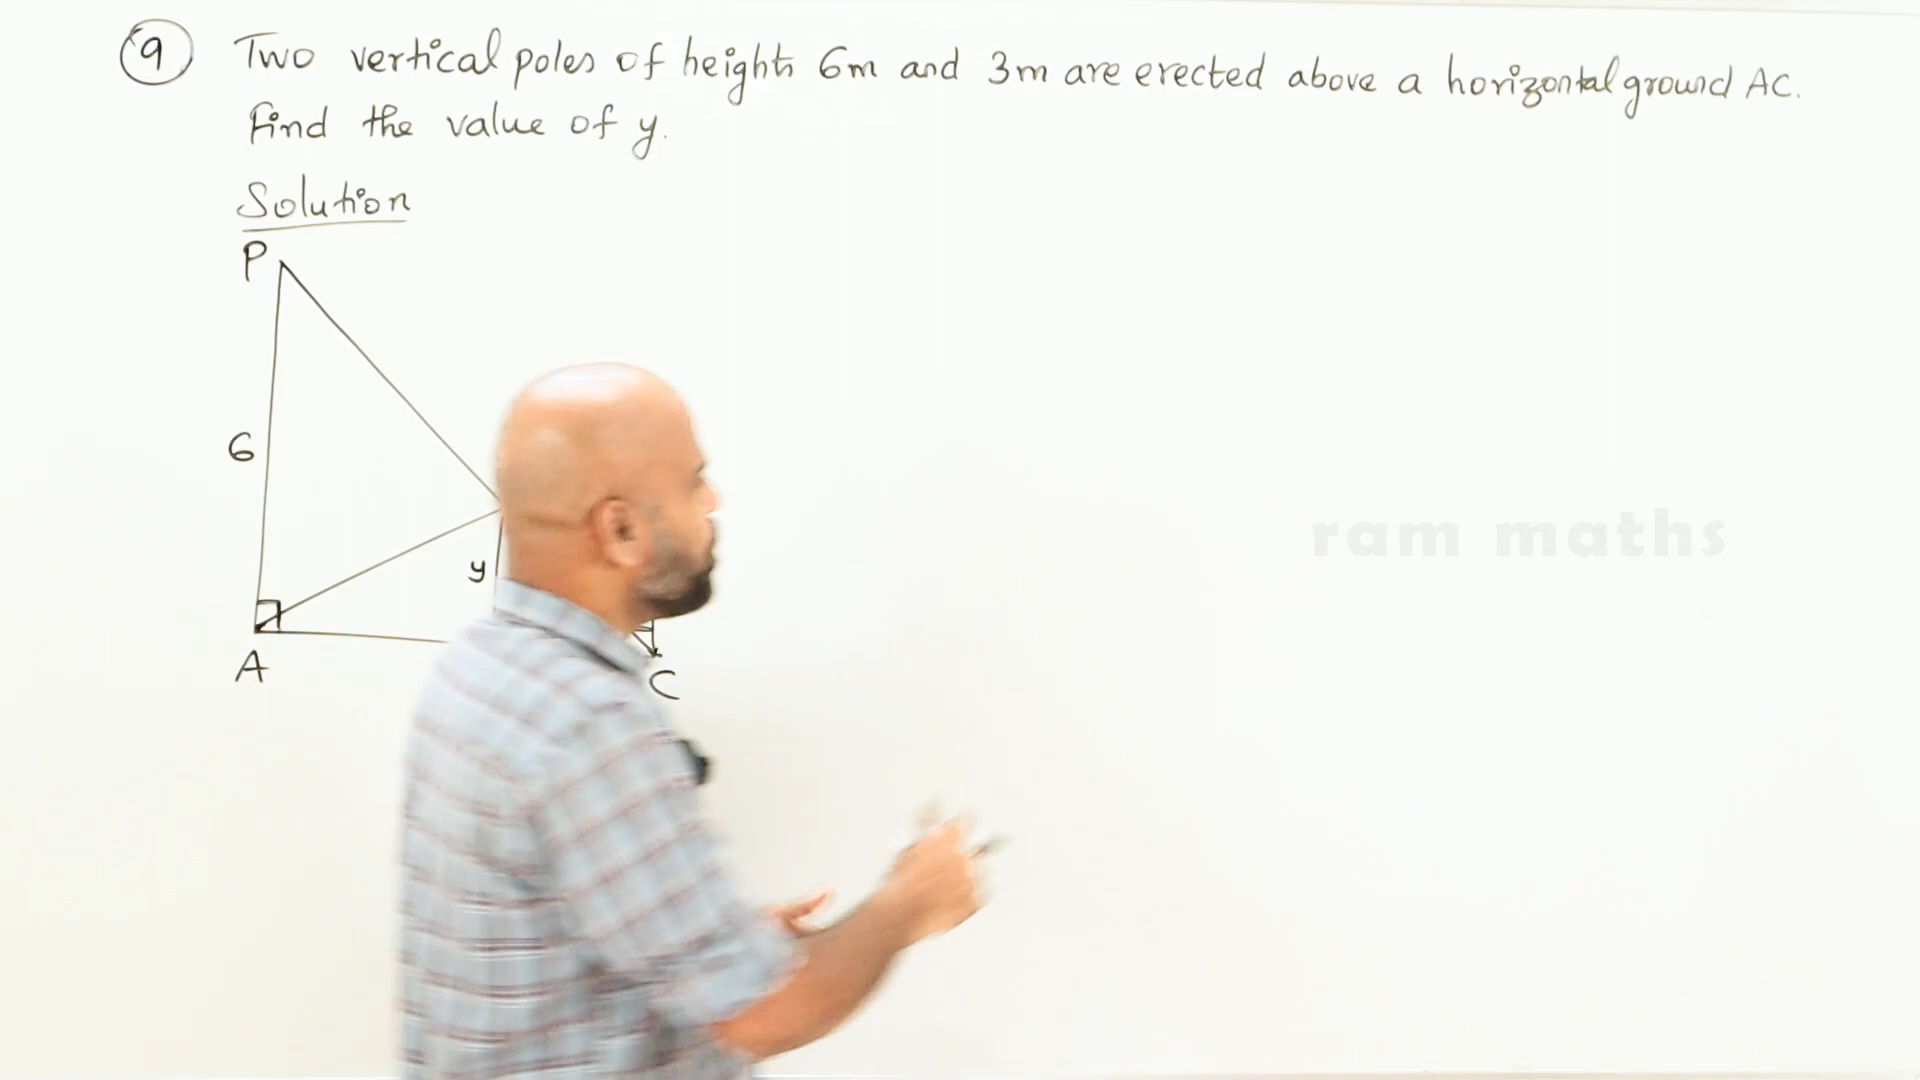 9 Two vertical poles of heights 6m and 3m are erected above a horizontal ground AC.
Find the value of y.
Solution
P
6
y
A
C
ram maths